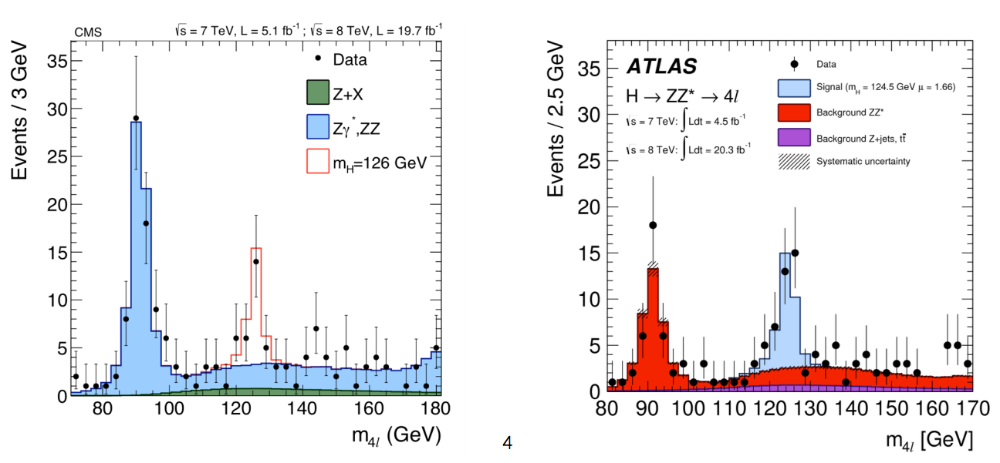 CMS
√s = 7 TeV, L = 5.1 fb⁻¹ ; √s = 8 TeV, L = 19.7 fb⁻¹
Events / 3 GeV
35
30
25
20
15
10
5
0
Data
Z+X
Zγ*,ZZ
m_H=126 GeV
80
100
120
140
160
180
m_4l (GeV)
4
Events / 2.5 GeV
35
30
25
20
15
10
5
0
ATLAS
H → ZZ* → 4l
√s = 7 TeV: ∫Ldt = 4.5 fb⁻¹
√s = 8 TeV: ∫Ldt = 20.3 fb⁻¹
Data
Signal (m_H = 124.5 GeV μ = 1.66)
Background ZZ*
Background Z+jets, tt̄
Systematic uncertainty
80
90
100
110
120
130
140
150
160
170
m_4l [GeV]